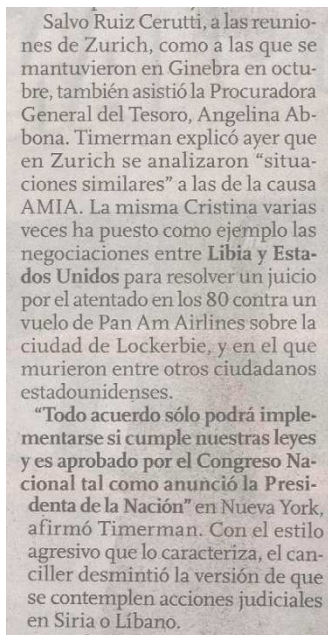 Salvo Ruiz Cerutti, a las reunio-
nes de Zurich, como a las que se
mantuvieron en Ginebra en octu-
bre, también asistió la Procuradora
General del Tesoro, Angelina Ab-
bona. Timerman explicó ayer que
en Zurich se analizaron “situa-
ciones similares” a las de la causa
AMIA. La misma Cristina varias
veces ha puesto como ejemplo las
negociaciones entre Libia y Esta-
dos Unidos para resolver un juicio
por el atentado en los 80 contra un
vuelo de Pan Am Airlines sobre la
ciudad de Lockerbie, y en el que
murieron entre otros ciudadanos
estadounidenses.
“Todo acuerdo sólo podrá imple-
mentarse si cumple nuestras leyes
y es aprobado por el Congreso Na-
cional tal como anunció la Presi-
denta de la Nación” en Nueva York,
afirmó Timerman. Con el estilo
agresivo que lo caracteriza, el can-
ciller desmintió la versión de que
se contemplen acciones judiciales
en Siria o Líbano.